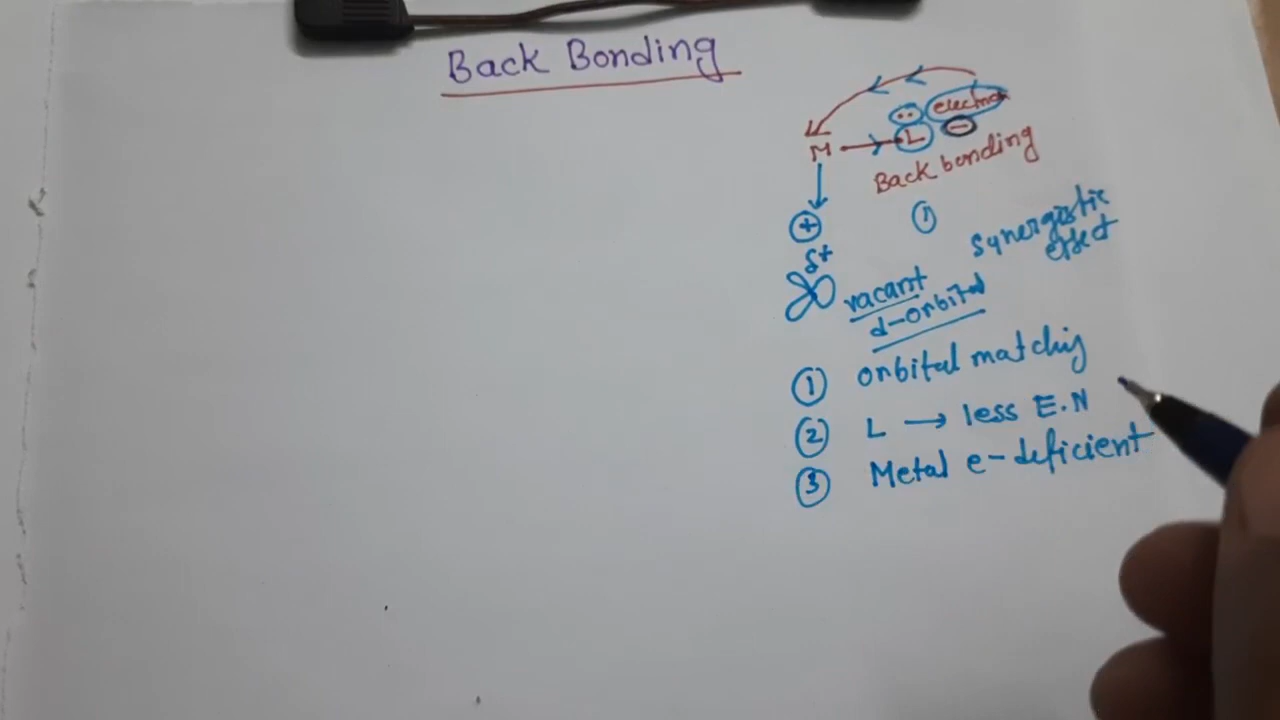 Back Bonding
electron
M → L
Back bonding
①
+
δ+
Synergistic
effect
vacant
d-orbital
① orbital matching
② L → less E.N
③ Metal e-deficient